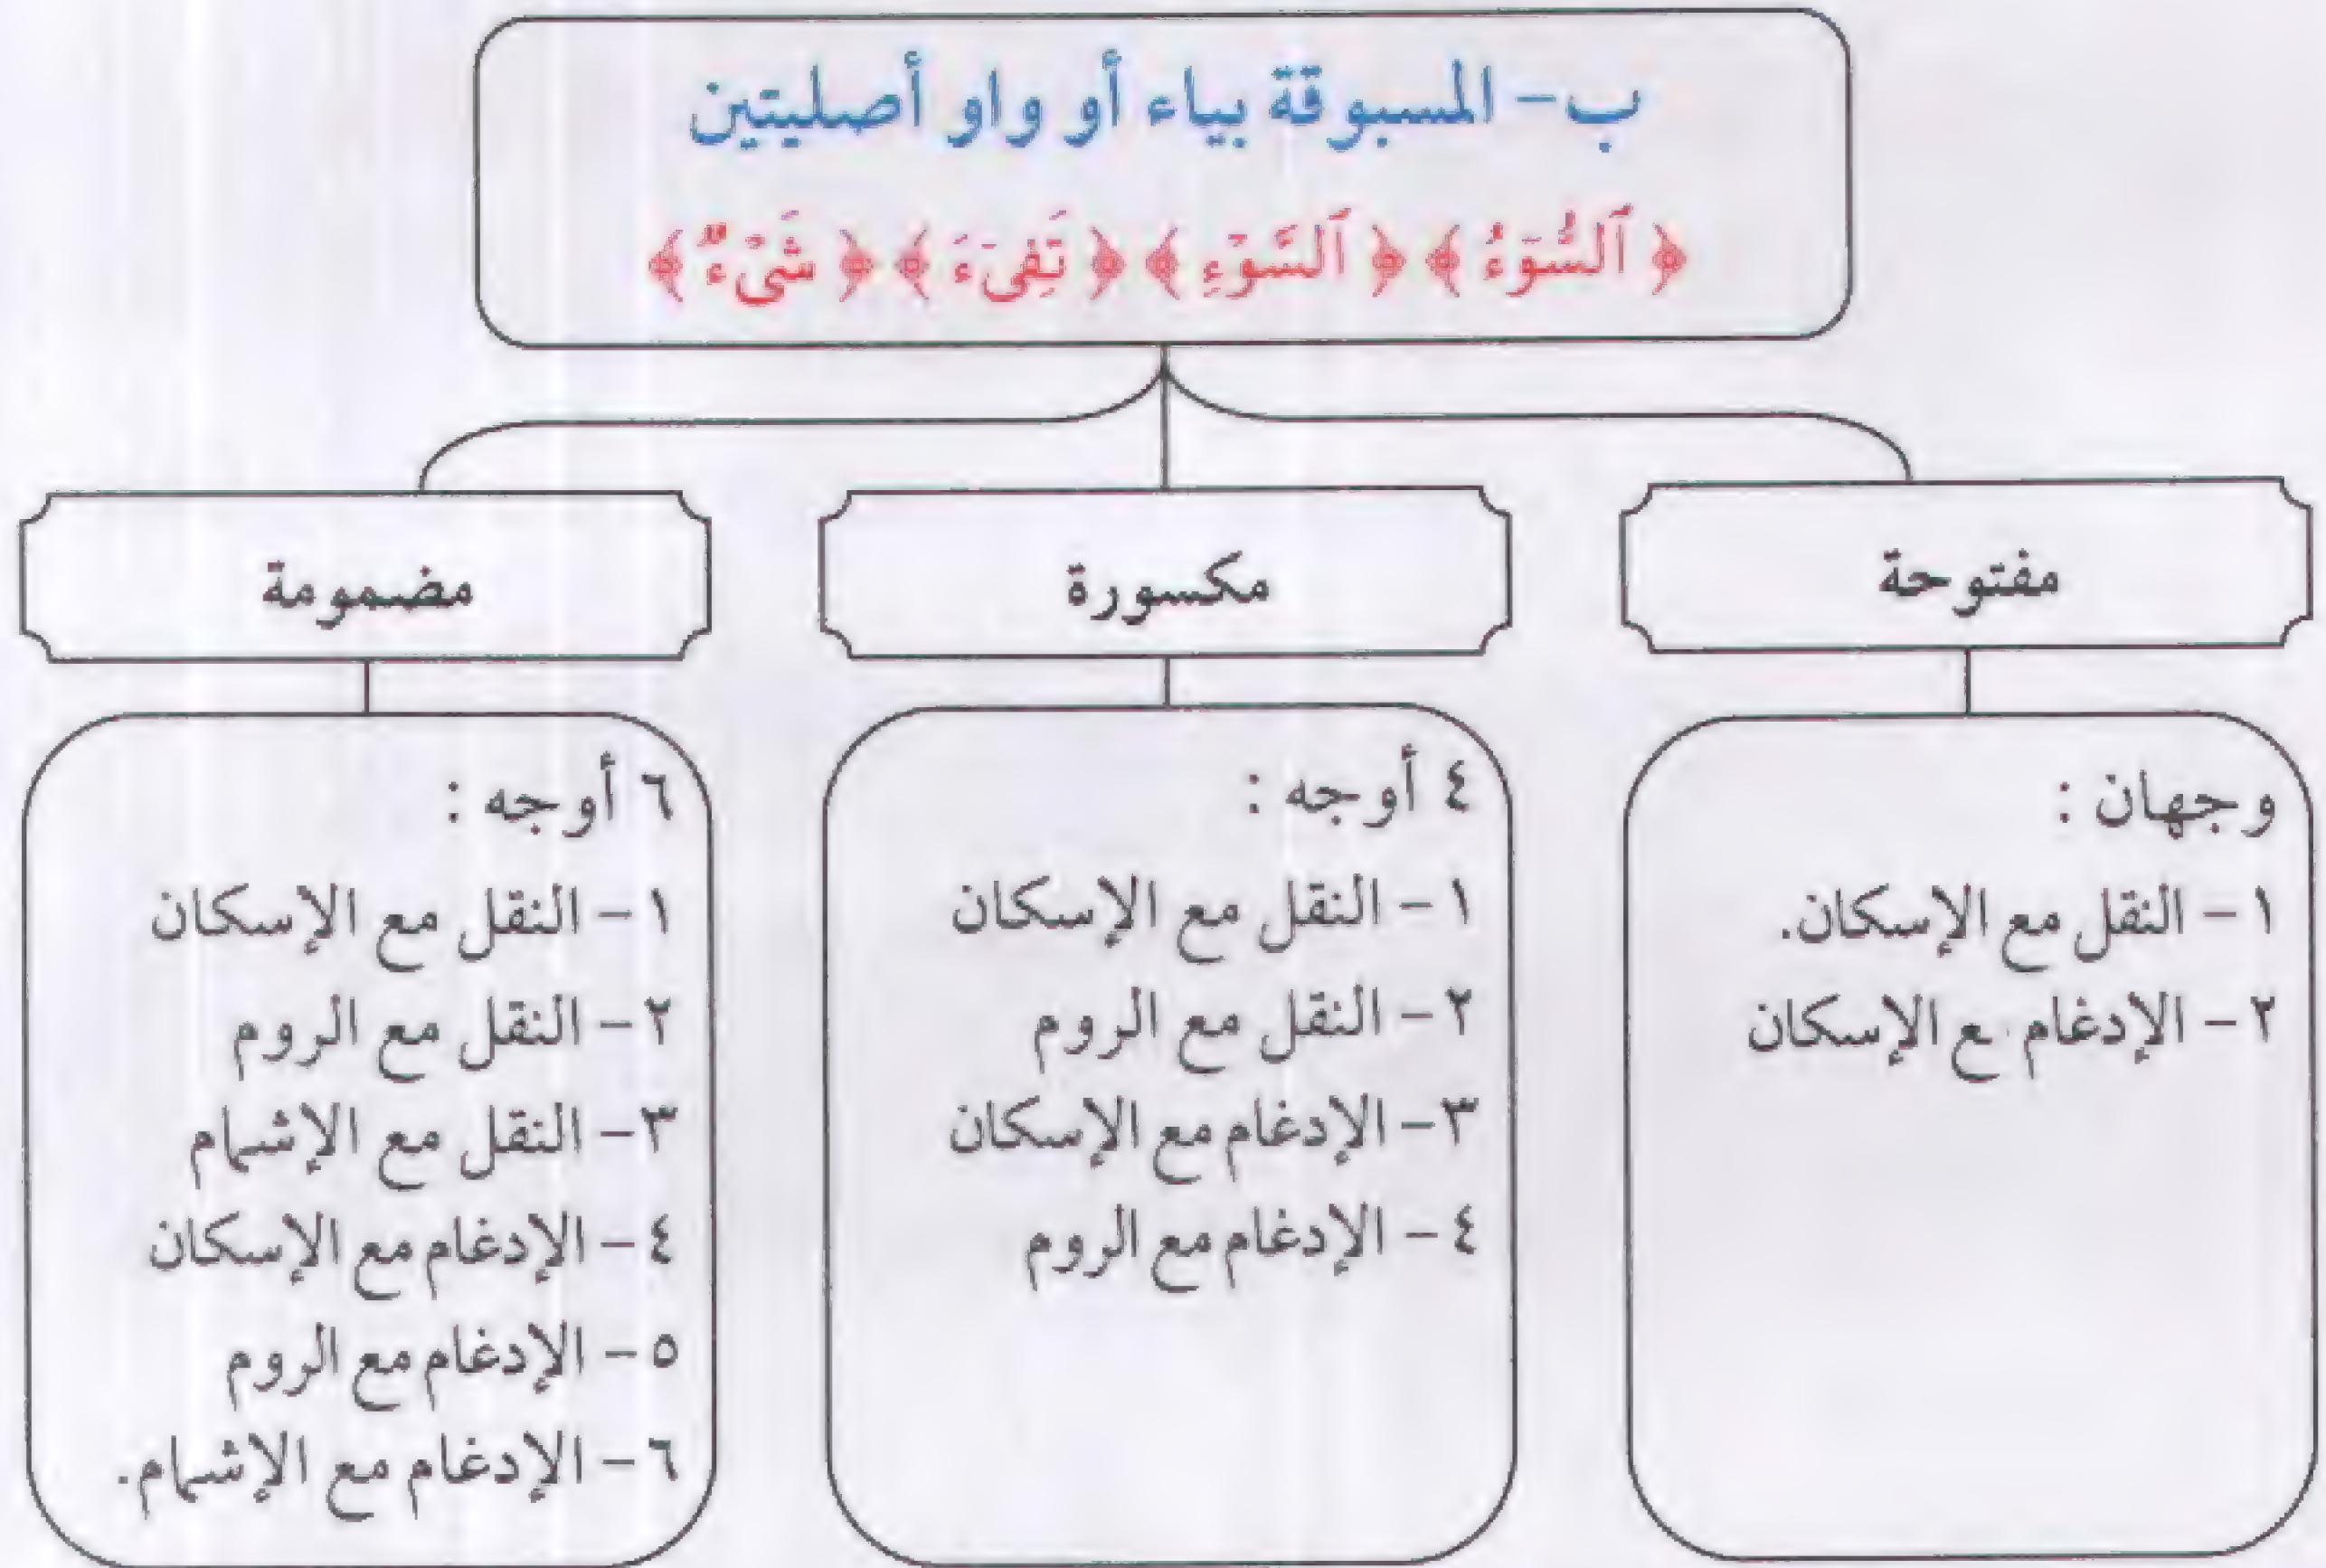 ب- المسبوقة بياء أو واو أصليتين
﴿ ٱلسُّوٓءُ ﴾ ﴿ ٱلسَّوۡءِ ﴾ ﴿ تَفِيٓءَ ﴾ ﴿ شَيۡءٌ ﴾
مفتوحة
وجهان :
١ - النقل مع الإسكان.
٢ - الإدغام ـع الإسكان
مكسورة
٤ أوجه :
١ - النقل مع الإسكان
٢ - النقل مع الروم
٣- الإدغام مع الإسكان
٤ - الإدغام مع الروم
مضمومة
٦ أوجه :
١ - النقل مع الإسكان
٢ - النقل مع الروم
٣- النقل مع الإشمام
٤ - الإدغام مع الإسكان
٥ - الإدغام مع الروم
٦ - الإدغام مع الإشمام.